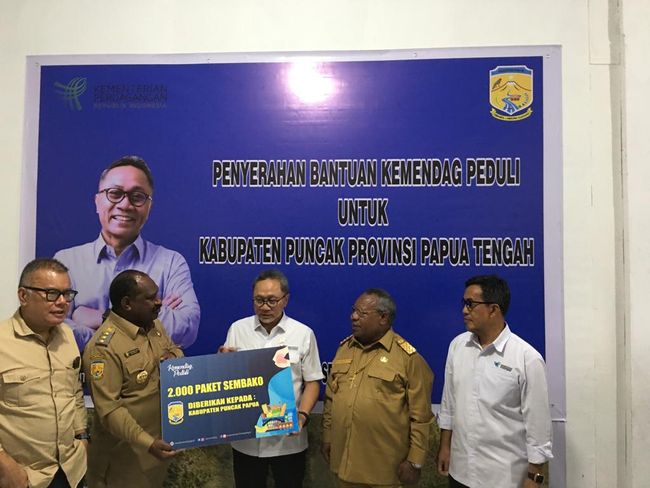 KEMENTERIAN
PERDAGANGAN
REPUBLIK INDONESIA
PENYERAHAN BANTUAN KEMENDAG PEDULI
UNTUK
KABUPATEN PUNCAK PROVINSI PAPUA TENGAH
Kemendag
Peduli
2.000 PAKET SEMBAKO
DIBERIKAN KEPADA :
KABUPATEN PUNCAK PAPUA